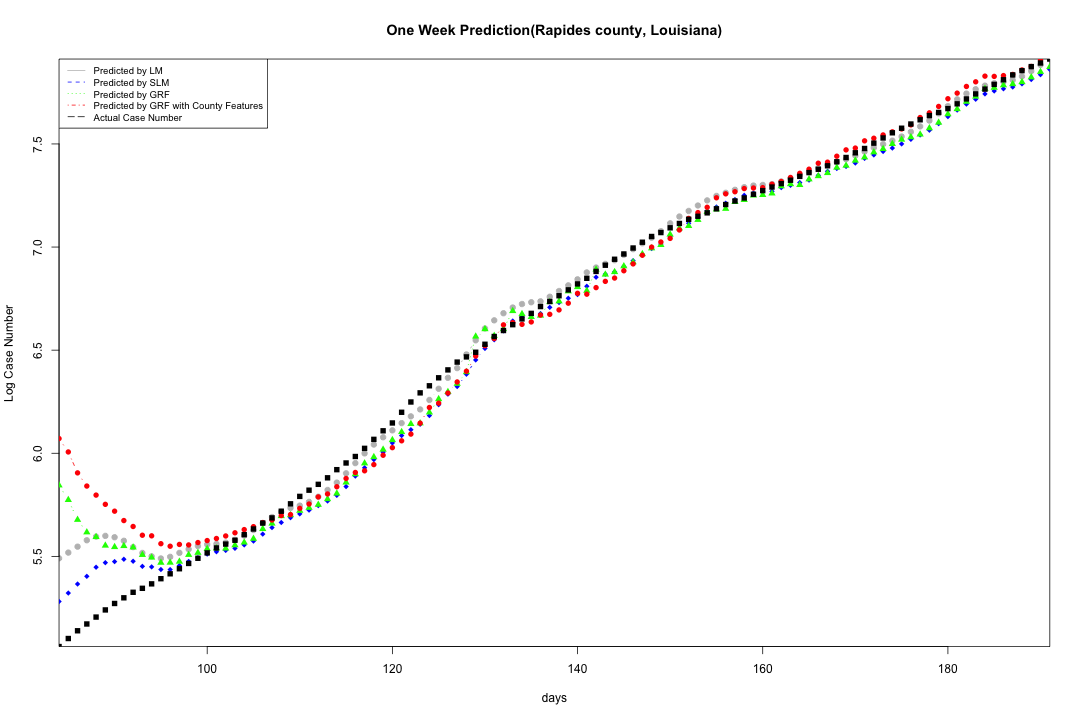 One Week Prediction(Rapides county, Louisiana)
Predicted by LM
Predicted by SLM
Predicted by GRF
Predicted by GRF with County Features
Actual Case Number
7.5
7.0
6.5
6.0
5.5
Log Case Number
100 120 140 160 180
days